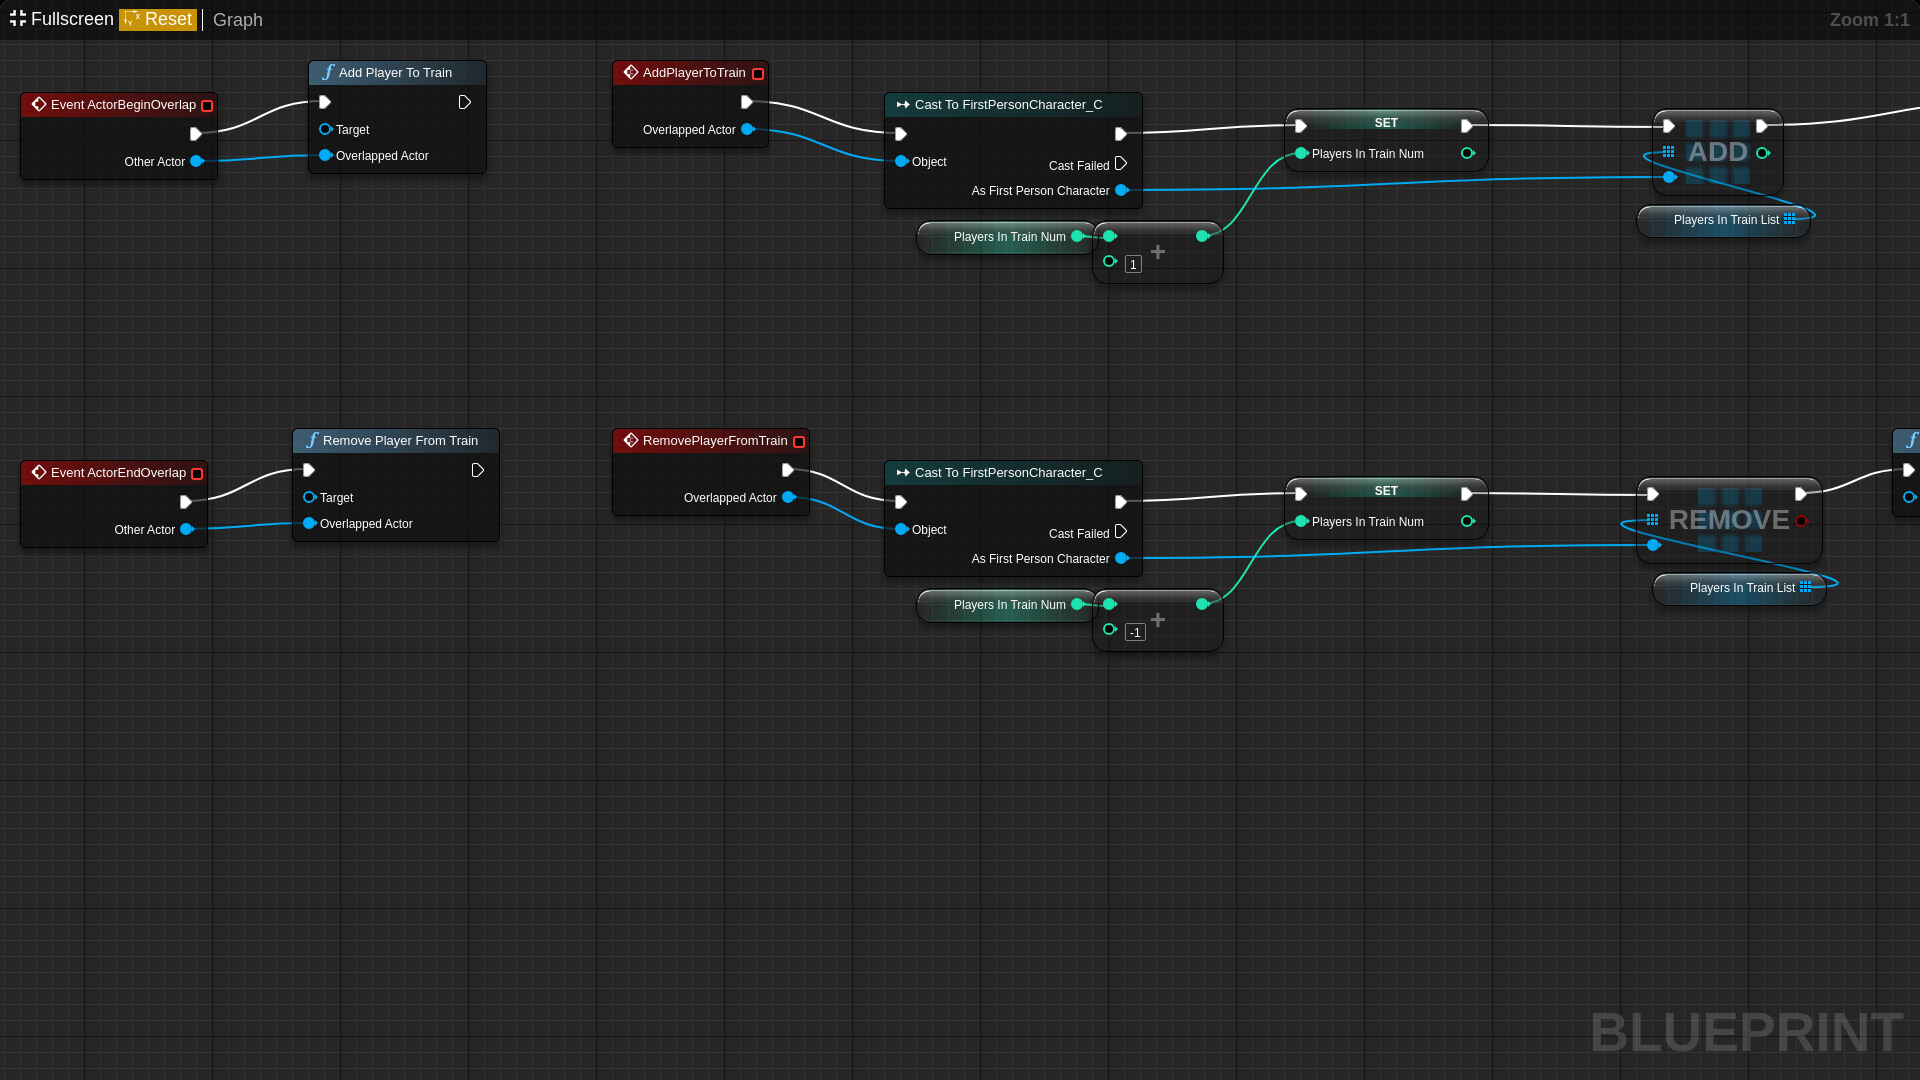 Fullscreen Reset Graph Zoom 1:1
Add Player To Train
Event ActorBeginOverlap
Target
Other Actor
Overlapped Actor
AddPlayerToTrain
Overlapped Actor
Cast To FirstPersonCharacter_C
Object
Cast Failed
As First Person Character
Players In Train Num
+
1
SET
Players In Train Num
ADD
Players In Train List
Remove Player From Train
Event ActorEndOverlap
Target
Other Actor
Overlapped Actor
RemovePlayerFromTrain
Overlapped Actor
Cast To FirstPersonCharacter_C
Object
Cast Failed
As First Person Character
Players In Train Num
+
-1
SET
Players In Train Num
REMOVE
Players In Train List
BLUEPRINT